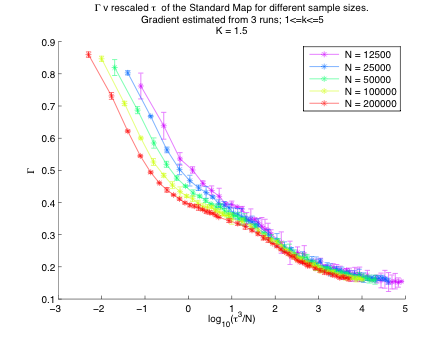 Γ v rescaled τ of the Standard Map for different sample sizes.
Gradient estimated from 3 runs; 1<=k<=5
K = 1.5
0.9
0.8
0.7
0.6
0.5
0.4
0.3
0.2
0.1
Γ
N = 12500
N = 25000
N = 50000
N = 100000
N = 200000
−3 −2 −1 0 1 2 3 4 5
log₁₀(τ³/N)